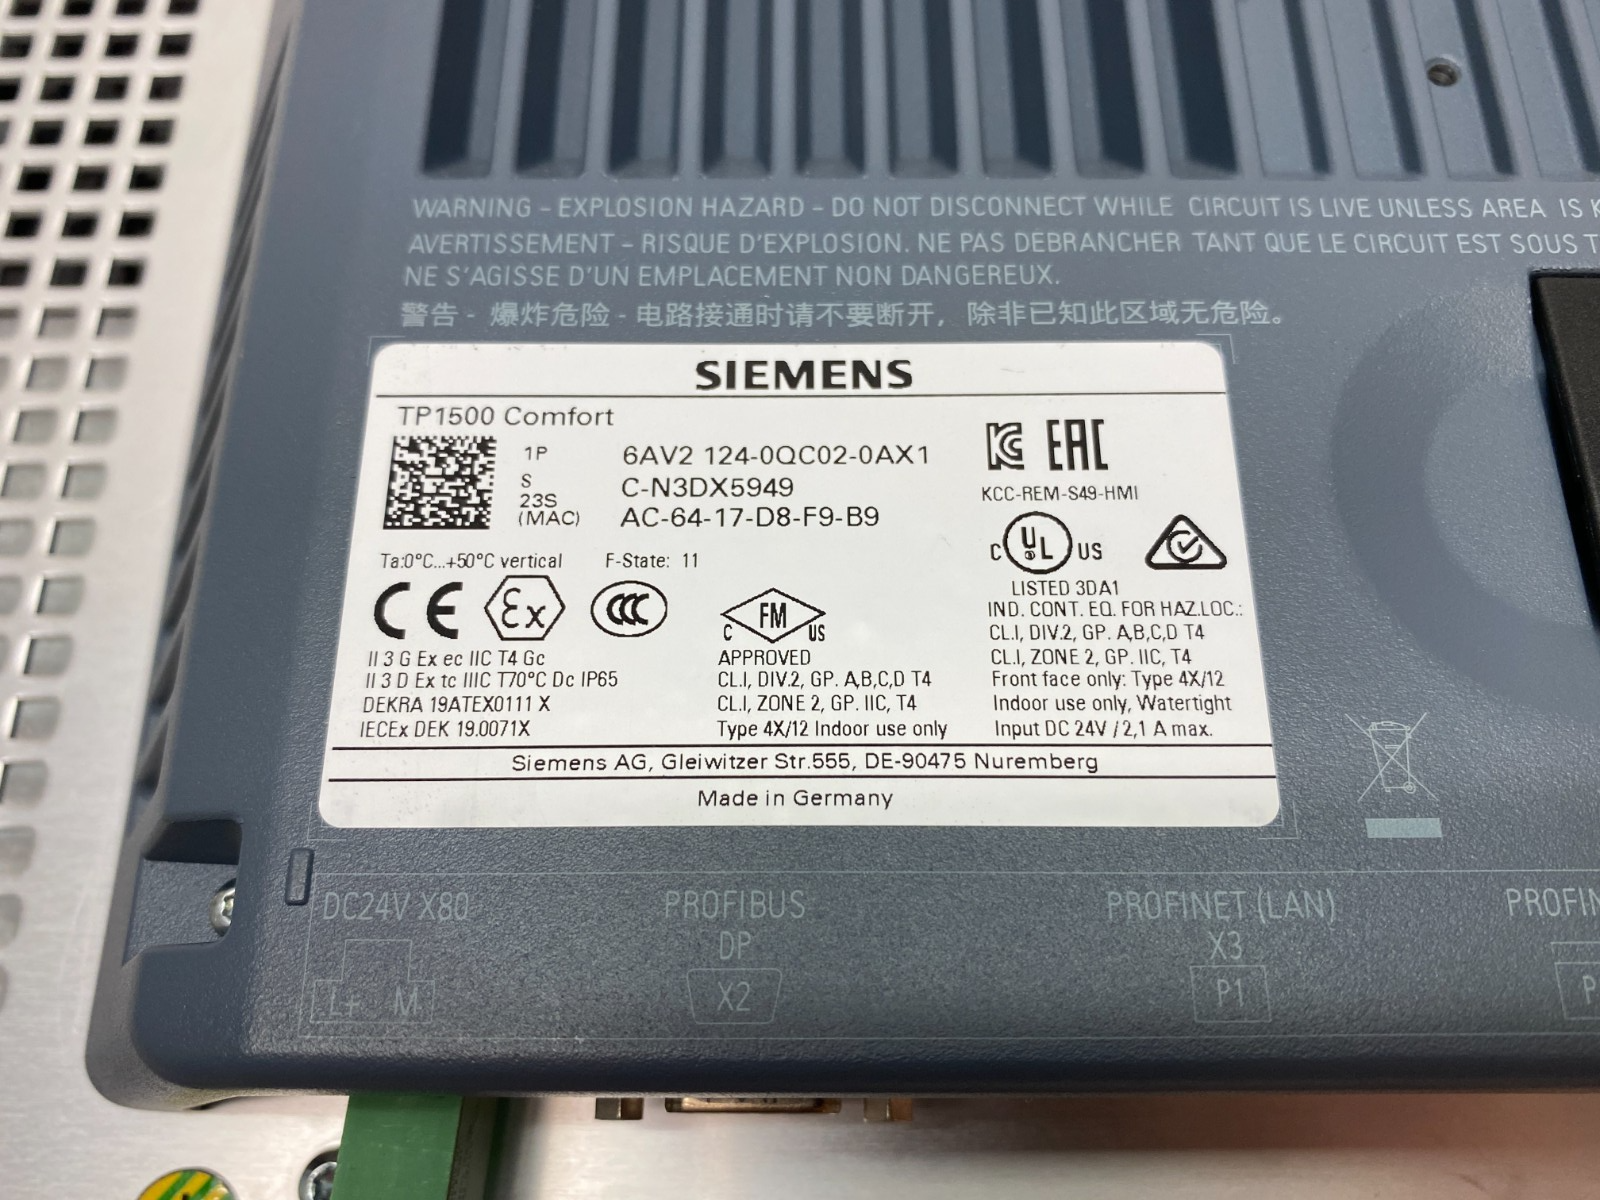 WARNING - EXPLOSION HAZARD - DO NOT DISCONNECT WHILE CIRCUIT IS LIVE UNLESS AREA IS
AVERTISSEMENT - RISQUE D'EXPLOSION. NE PAS DEBRANCHER TANT QUE LE CIRCUIT EST SOUS
NE S'AGISSE D'UN EMPLACEMENT NON DANGEREUX.
警告 - 爆炸危险 - 电路接通时请不要断开，除非已知此区域无危险。
SIEMENS
TP1500 Comfort
1P 6AV2 124-0QC02-0AX1
S C-N3DX5949
23S
(MAC) AC-64-17-D8-F9-B9
EAC
KCC-REM-S49-HMI
C UL US
LISTED 3DA1
IND. CONT. EQ. FOR HAZ.LOC.:
CL.I, DIV.2, GP. A,B,C,D T4
CL.I, ZONE 2, GP. IIC, T4
Front face only: Type 4X/12
Indoor use only, Watertight
Input DC 24V / 2,1 A max.
Ta:0°C...+50°C vertical F-State: 11
CE Ex CCC
II 3 G Ex ec IIC T4 Gc
II 3 D Ex tc IIIC T70°C Dc IP65
DEKRA 19ATEX0111 X
IECEx DEK 19.0071X
C FM US
APPROVED
CL.I, DIV.2, GP. A,B,C,D T4
CL.I, ZONE 2, GP. IIC, T4
Type 4X/12 Indoor use only
Siemens AG, Gleiwitzer Str.555, DE-90475 Nuremberg
Made in Germany
DC24V X80
L+ M
PROFIBUS
DP
X2
PROFINET (LAN)
X3
P1